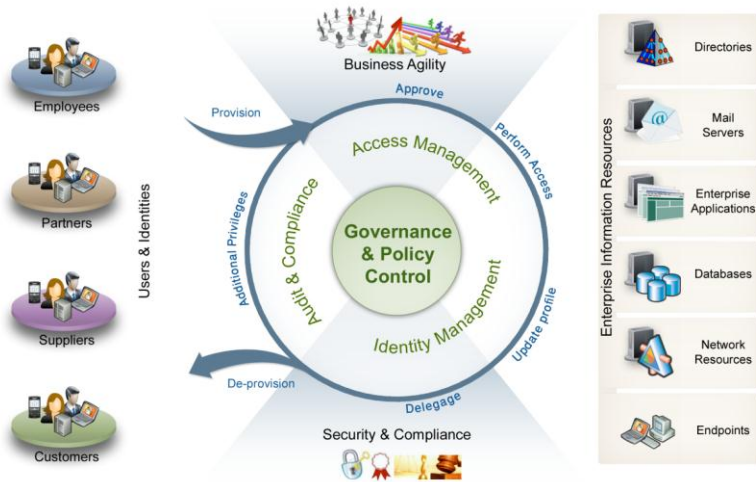 Employees
Partners
Suppliers
Customers
Users & Identities
Business Agility
Provision
Approve
Perform Access
Update profile
Delegage
De-provision
Additional Privileges
Access Management
Audit & Compliance
Identity Management
Governance
& Policy
Control
Security & Compliance
Enterprise Information Resources
Directories
@
Mail
Servers
Enterprise
Applications
Databases
Network
Resources
Endpoints